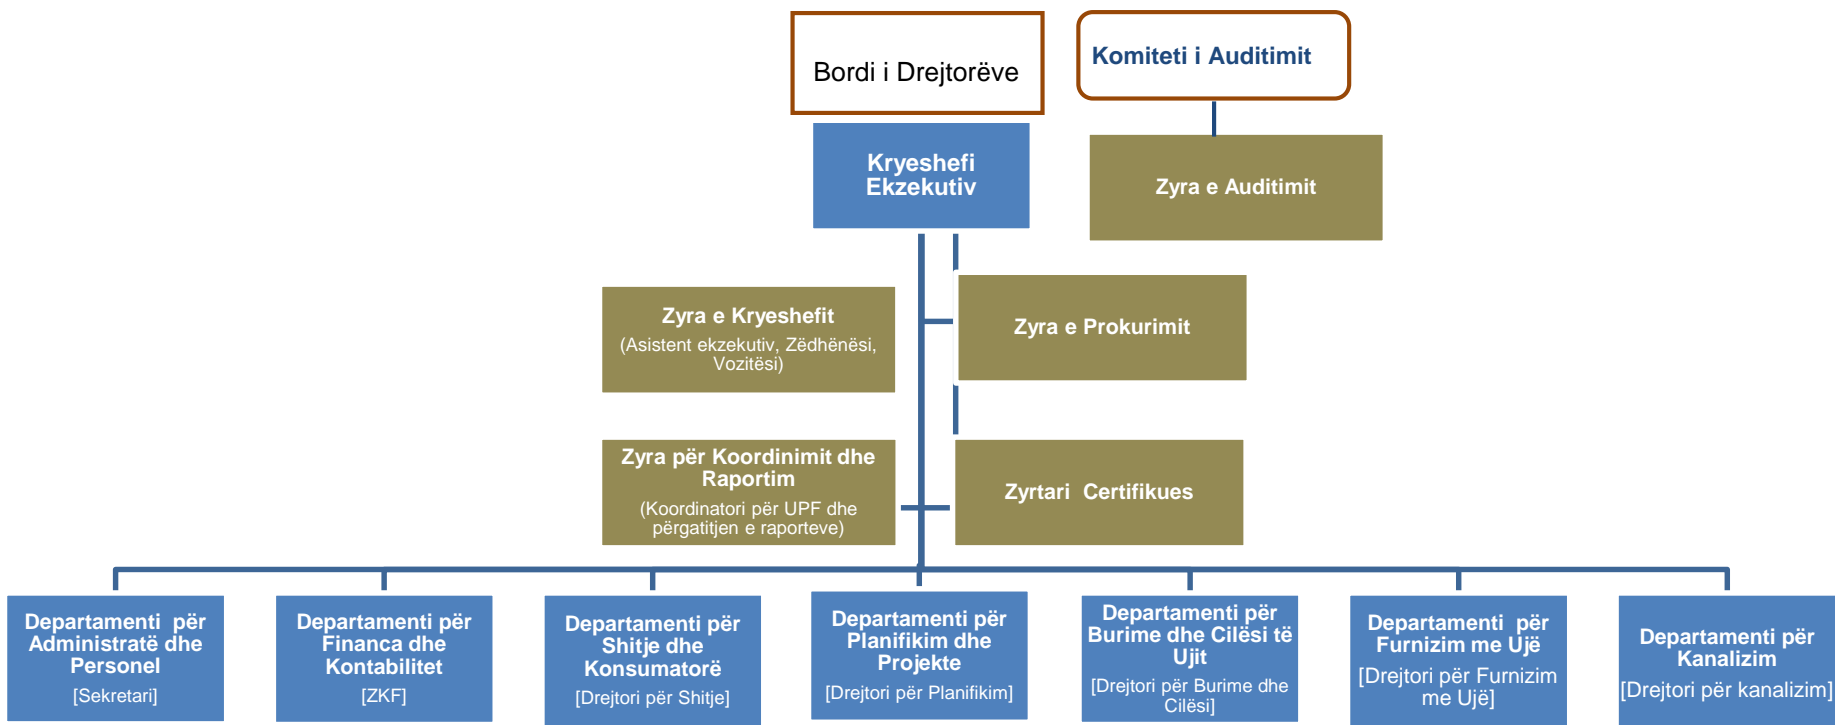 Bordi i Drejtorëve
Komiteti i Auditimit
Kryeshefi
Ekzekutiv
Zyra e Auditimit
Zyra e Kryeshefit
(Asistent ekzekutiv, Zëdhënësi,
Vozitësi)
Zyra e Prokurimit
Zyra për Koordinimit dhe
Raportim
(Koordinatori për UPF dhe
përgatitjen e raporteve)
Zyrtari  Certifikues
Departamenti  për
Administratë dhe
Personel
[Sekretari]
Departamenti për
Financa dhe
Kontabilitet
[ZKF]
Departamenti për
Shitje dhe
Konsumatorë
[Drejtori për Shitje]
Departamenti për
Planifikim dhe
Projekte
[Drejtori për Planifikim]
Departamenti për
Burime dhe Cilësi të
Ujit
[Drejtori për Burime dhe
Cilësi]
Departamenti  për
Furnizim me Ujë
[Drejtori për Furnizim
me Ujë]
Departamenti për
Kanalizim
[Drejtori për kanalizim]